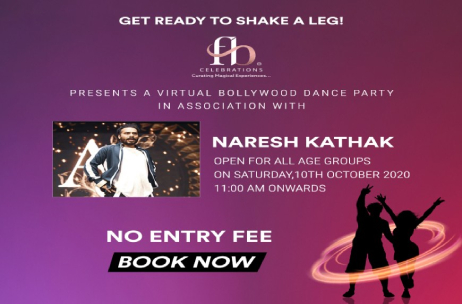 GET READY TO SHAKE A LEG!
fb
CELEBRATIONS
Curating Magical Experiences...
PRESENTS A VIRTUAL BOLLYWOOD DANCE PARTY
IN ASSOCIATION WITH
NARESH KATHAK
OPEN FOR ALL AGE GROUPS
ON SATURDAY,10TH OCTOBER 2020
11:00 AM ONWARDS
NO ENTRY FEE
BOOK NOW